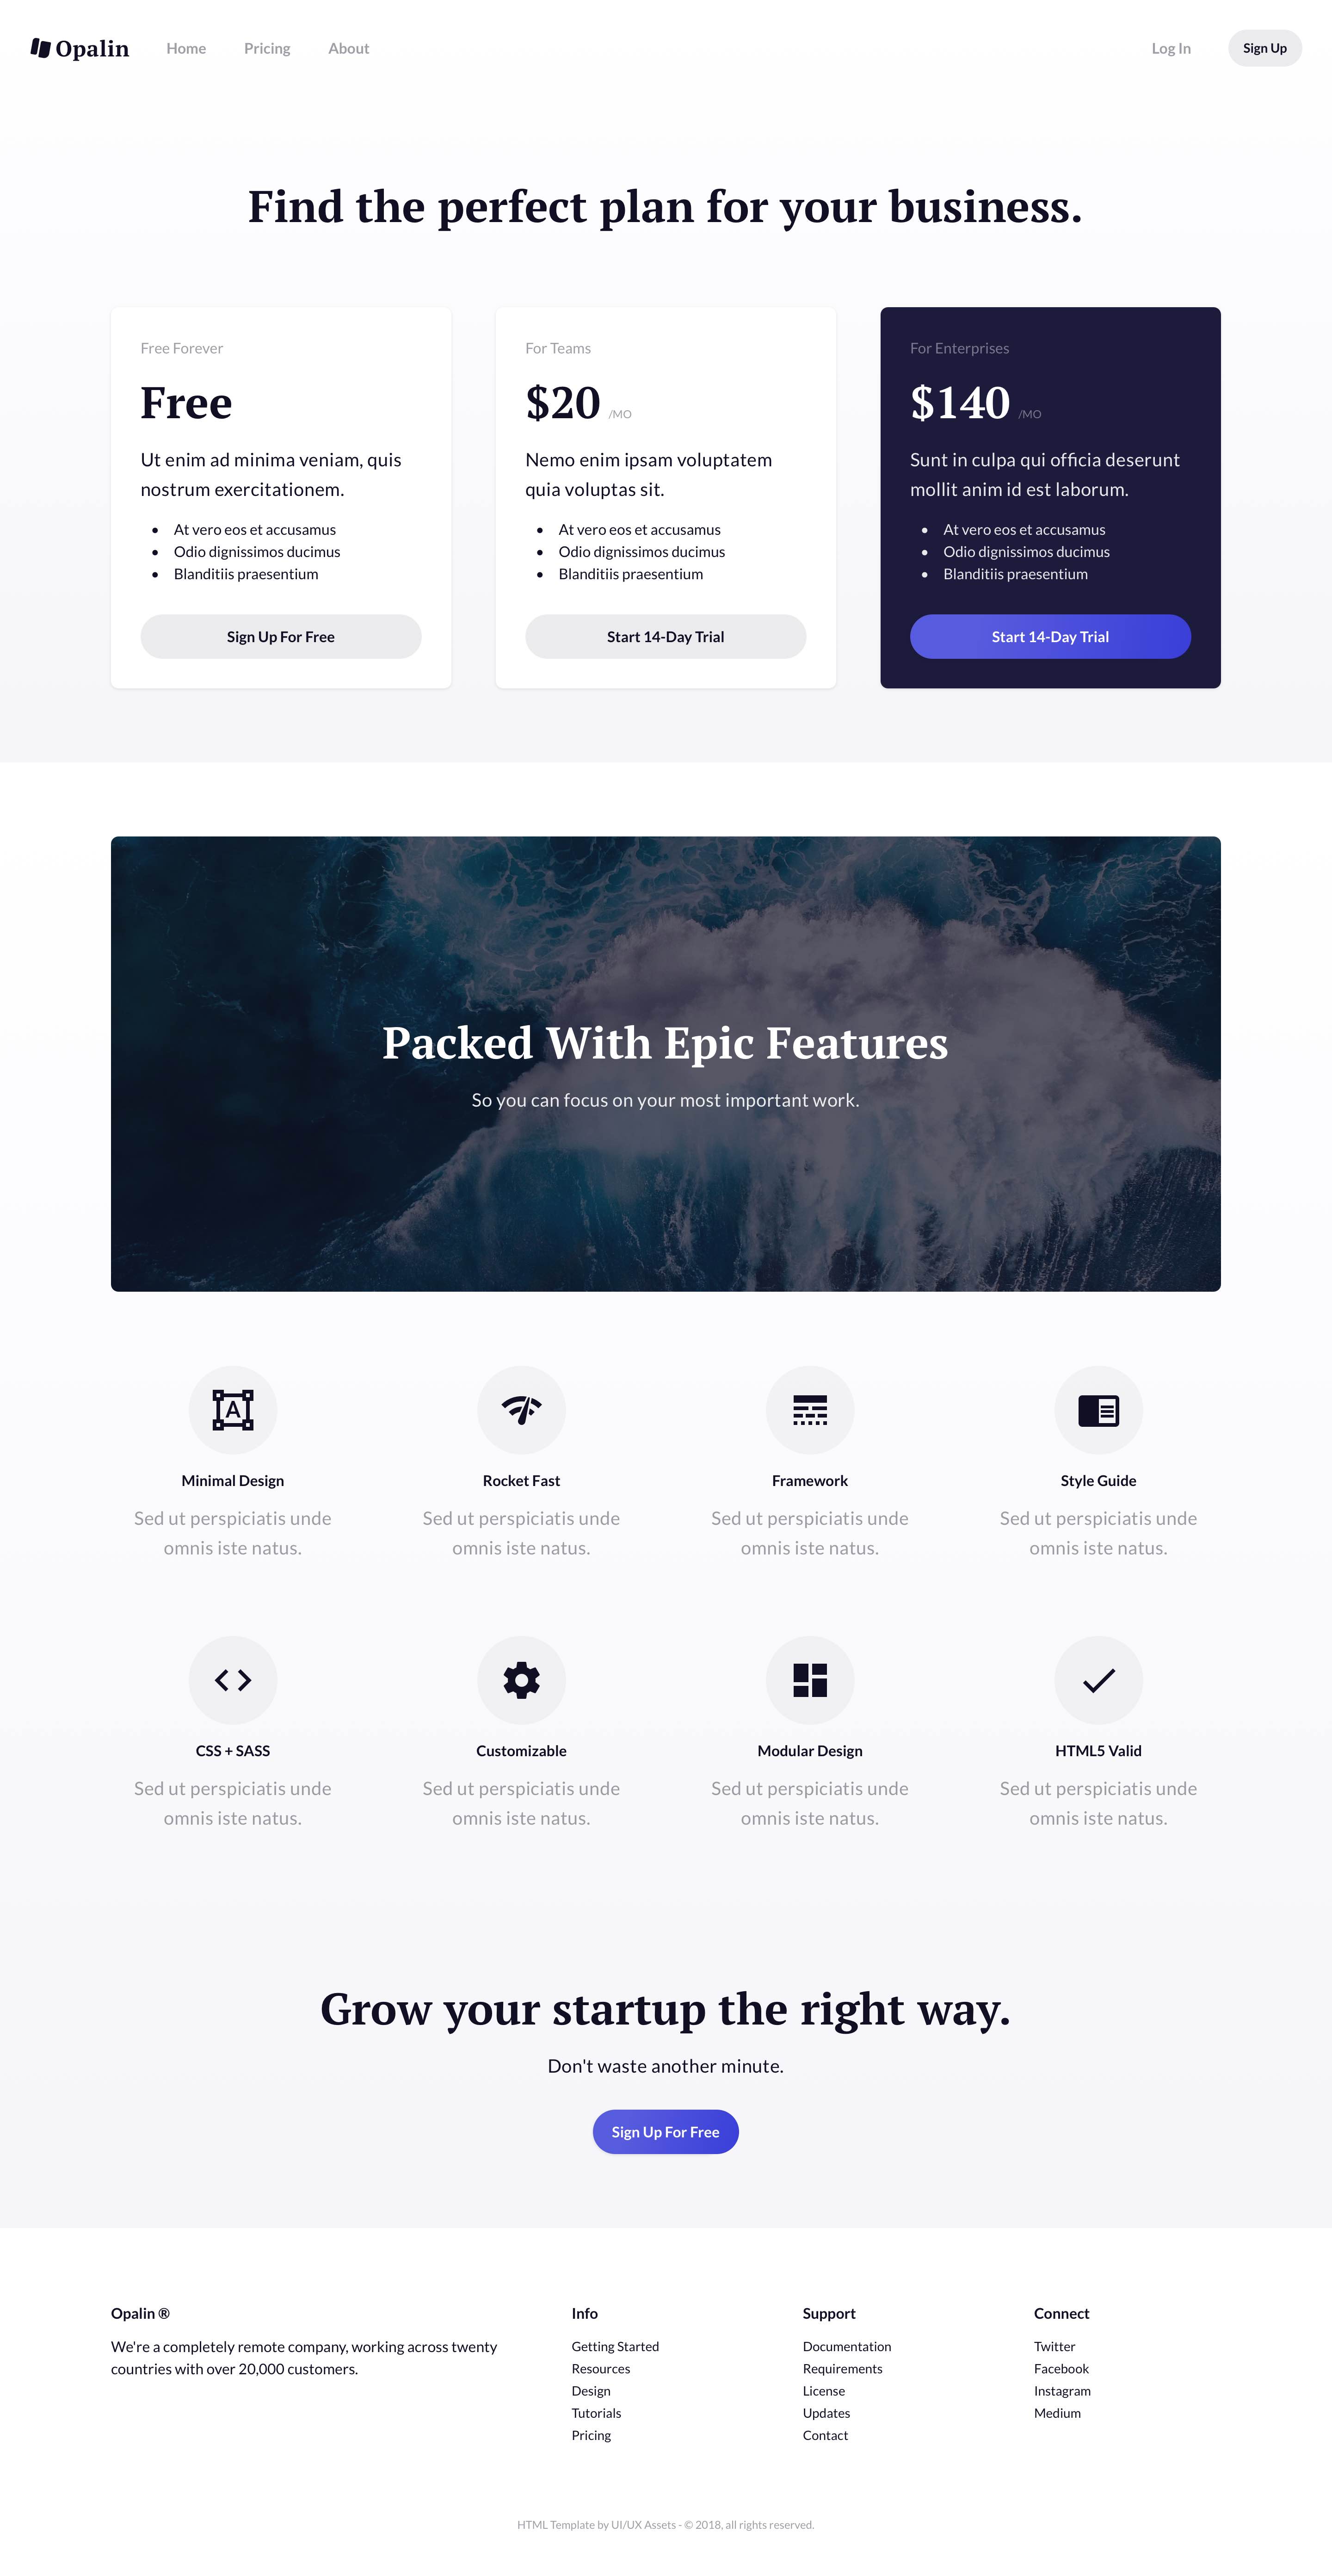 Opalin
Home
Pricing
About
Log In
Sign Up
Find the perfect plan for your business.
Free Forever
Free
Ut enim ad minima veniam, quis
nostrum exercitationem.
• At vero eos et accusamus
• Odio dignissimos ducimus
• Blanditiis praesentium
Sign Up For Free
For Teams
$20 /MO
Nemo enim ipsam voluptatem
quia voluptas sit.
• At vero eos et accusamus
• Odio dignissimos ducimus
• Blanditiis praesentium
Start 14-Day Trial
For Enterprises
$140 /MO
Sunt in culpa qui officia deserunt
mollit anim id est laborum.
• At vero eos et accusamus
• Odio dignissimos ducimus
• Blanditiis praesentium
Start 14-Day Trial
Packed With Epic Features
So you can focus on your most important work.
A
Minimal Design
Sed ut perspiciatis unde
omnis iste natus.
Rocket Fast
Sed ut perspiciatis unde
omnis iste natus.
Framework
Sed ut perspiciatis unde
omnis iste natus.
Style Guide
Sed ut perspiciatis unde
omnis iste natus.
CSS + SASS
Sed ut perspiciatis unde
omnis iste natus.
Customizable
Sed ut perspiciatis unde
omnis iste natus.
Modular Design
Sed ut perspiciatis unde
omnis iste natus.
HTML5 Valid
Sed ut perspiciatis unde
omnis iste natus.
Grow your startup the right way.
Don't waste another minute.
Sign Up For Free
Opalin ®
We're a completely remote company, working across twenty
countries with over 20,000 customers.
Info
Getting Started
Resources
Design
Tutorials
Pricing
Support
Documentation
Requirements
License
Updates
Contact
Connect
Twitter
Facebook
Instagram
Medium
HTML Template by UI/UX Assets - © 2018, all rights reserved.